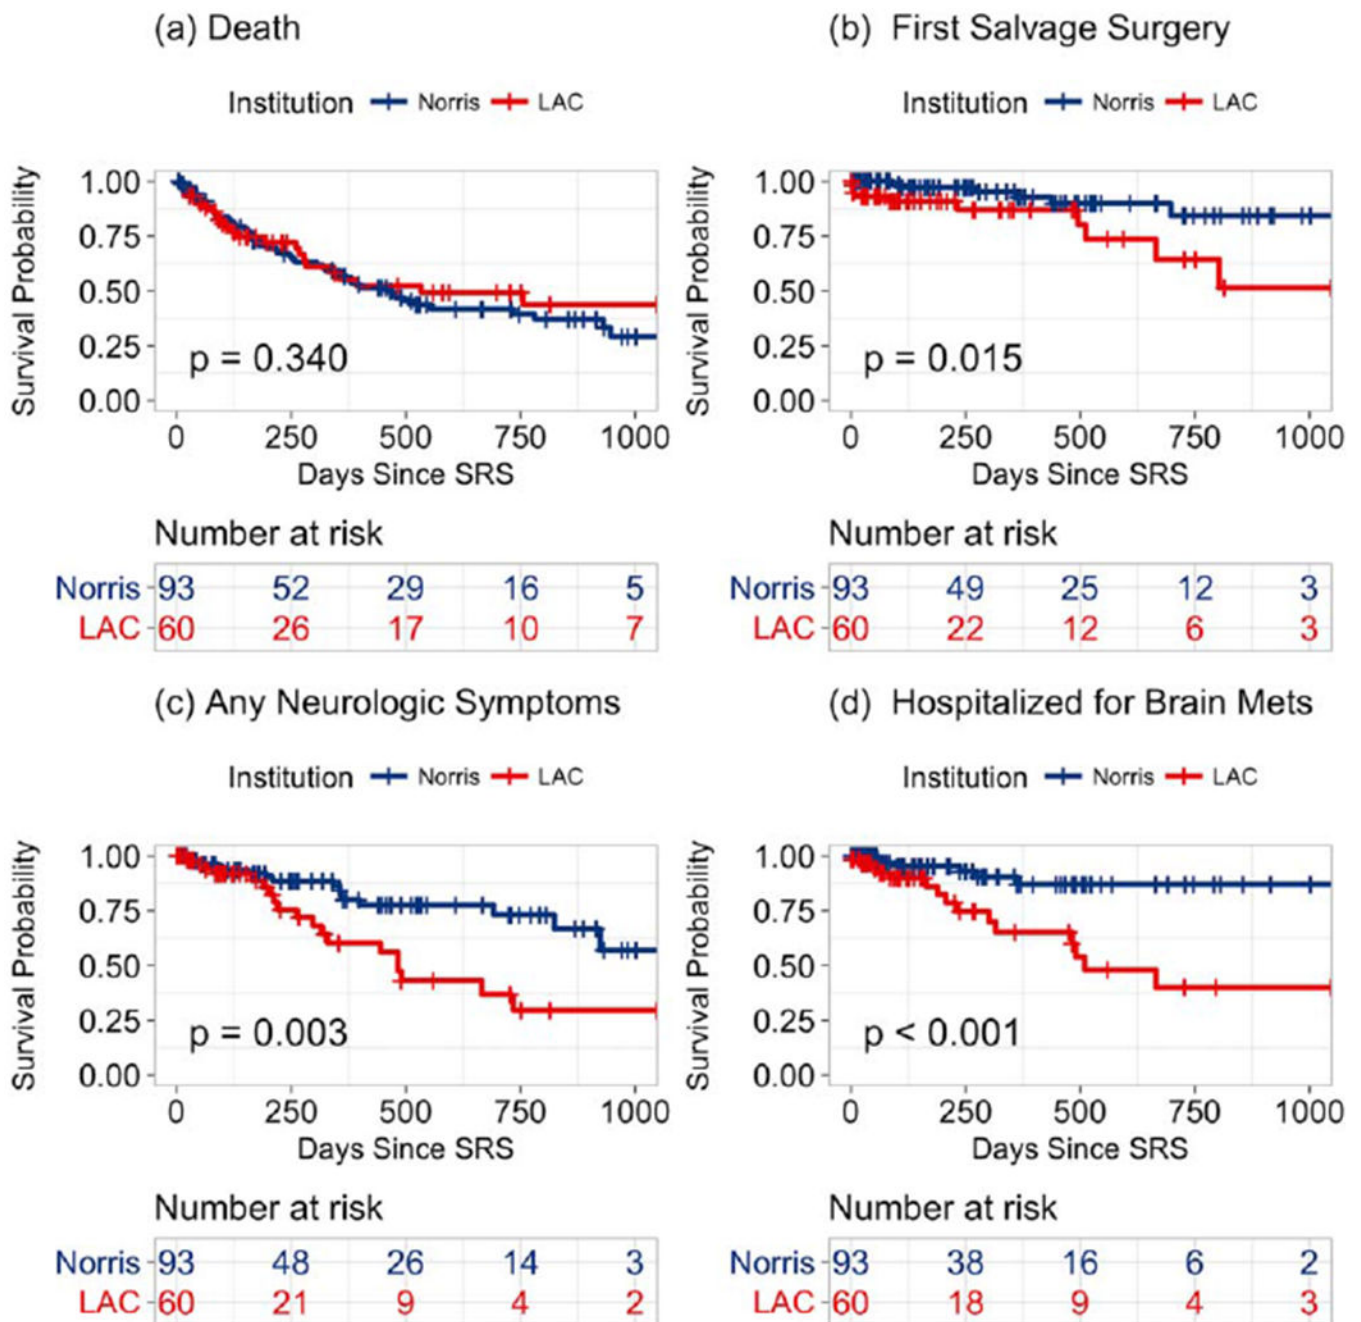 (a) Death
Institution Norris LAC
Survival Probability
1.00
0.75
0.50
0.25
0.00
p = 0.340
0 250 500 750 1000
Days Since SRS
Number at risk
Norris 93 52 29 16 5
LAC 60 26 17 10 7
(b) First Salvage Surgery
Institution Norris LAC
Survival Probability
1.00
0.75
0.50
0.25
0.00
p = 0.015
0 250 500 750 1000
Days Since SRS
Number at risk
Norris 93 49 25 12 3
LAC 60 22 12 6 3
(c) Any Neurologic Symptoms
Institution Norris LAC
Survival Probability
1.00
0.75
0.50
0.25
0.00
p = 0.003
0 250 500 750 1000
Days Since SRS
Number at risk
Norris 93 48 26 14 3
LAC 60 21 9 4 2
(d) Hospitalized for Brain Mets
Institution Norris LAC
Survival Probability
1.00
0.75
0.50
0.25
0.00
p < 0.001
0 250 500 750 1000
Days Since SRS
Number at risk
Norris 93 38 16 6 2
LAC 60 18 9 4 3